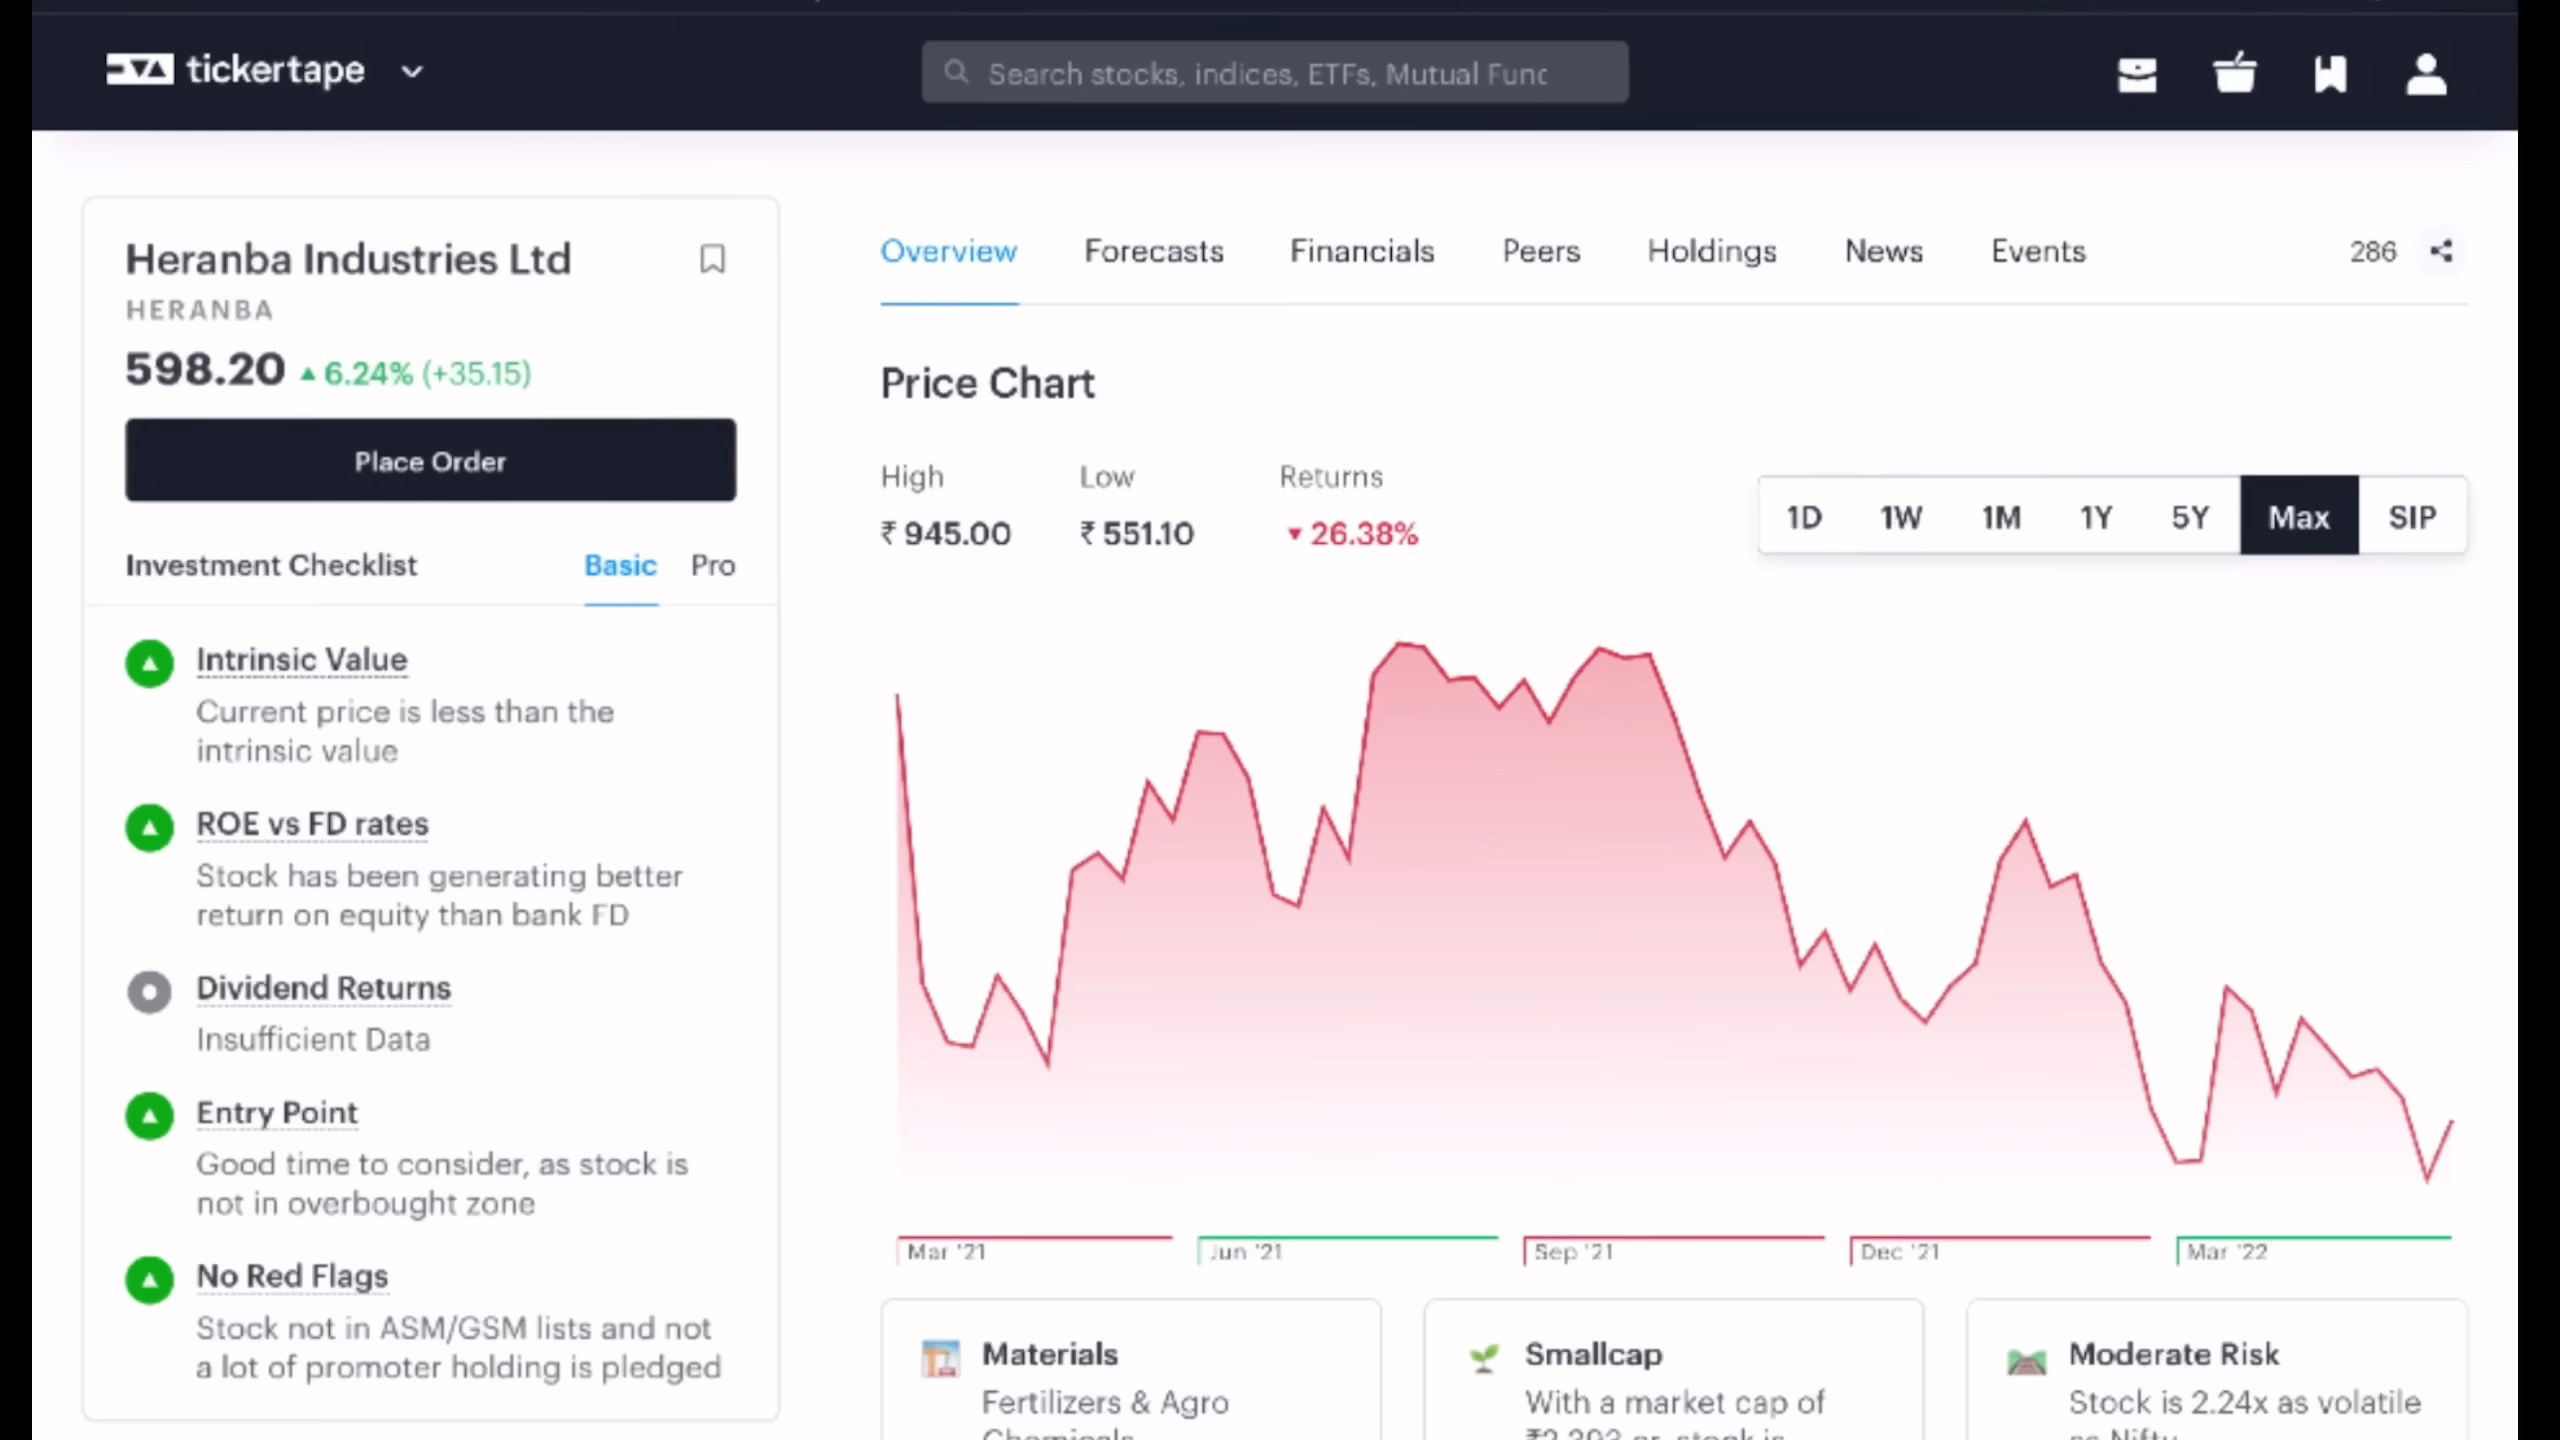 tickertape
Search stocks, indices, ETFs, Mutual Func
Heranba Industries Ltd
HERANBA
598.20 ▲ 6.24% (+35.15)
Place Order
Investment Checklist Basic Pro
Intrinsic Value
Current price is less than the
intrinsic value
ROE vs FD rates
Stock has been generating better
return on equity than bank FD
Dividend Returns
Insufficient Data
Entry Point
Good time to consider, as stock is
not in overbought zone
No Red Flags
Stock not in ASM/GSM lists and not
a lot of promoter holding is pledged
Overview Forecasts Financials Peers Holdings News Events 286
Price Chart
High Low Returns
₹ 945.00 ₹ 551.10 ▼ 26.38%
1D 1W 1M 1Y 5Y Max SIP
Mar '21 Jun '21 Sep '21 Dec '21 Mar '22
Materials
Fertilizers & Agro
Chemicals
Smallcap
With a market cap of
stock is
Moderate Risk
Stock is 2.24x as volatile
as Nifty